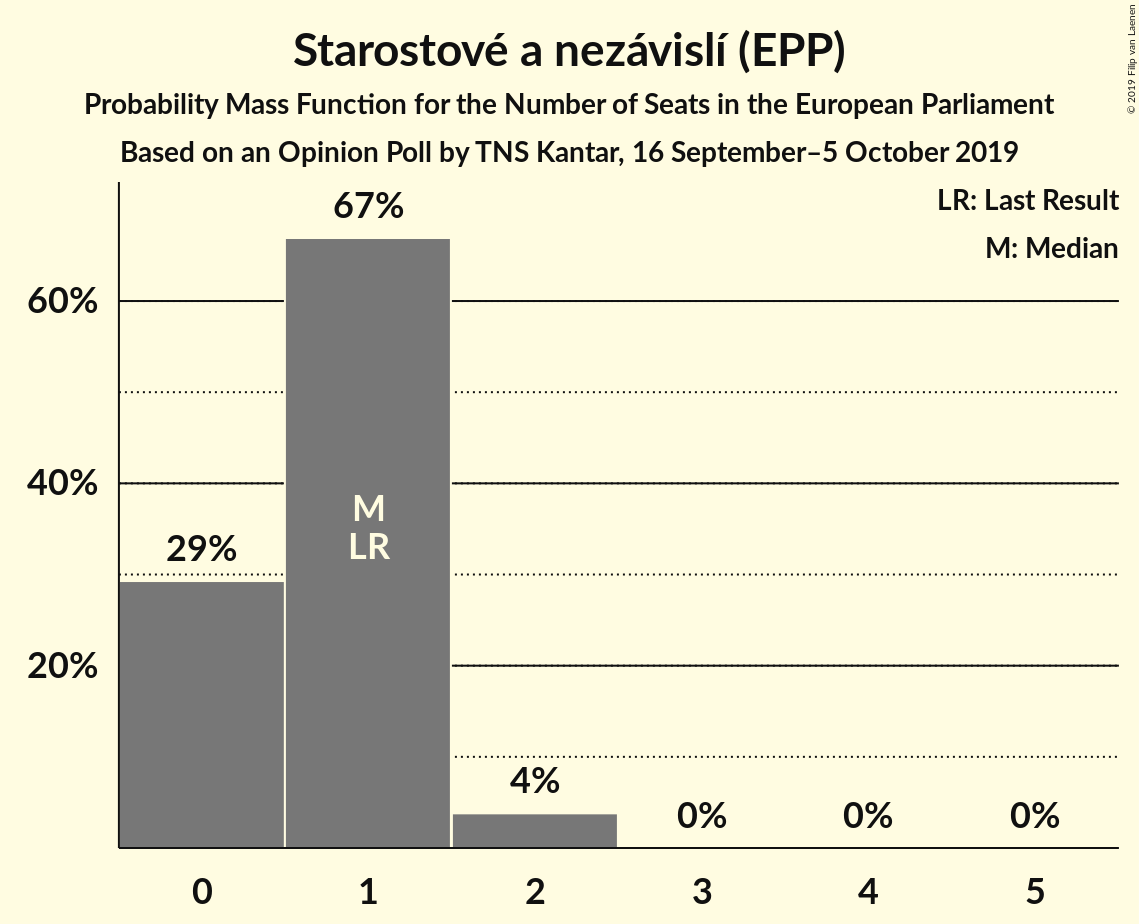 Starostové a nezávislí (EPP)
Probability Mass Function for the Number of Seats in the European Parliament
Based on an Opinion Poll by TNS Kantar, 16 September–5 October 2019
© 2019 Filip van Laenen
LR: Last Result
M: Median
67%
60%
40%
M
LR
29%
20%
4%
0%
0%
0%
0
1
2
3
4
5